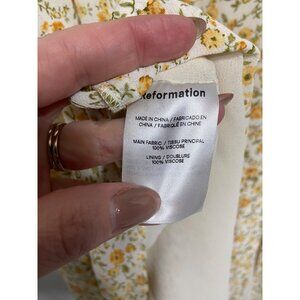 Reformation
MADE IN CHINA / FABRICADO EN
CHINA / FABRIQUÉ EN CHINE
MAIN FABRIC / TISSU PRINCIPAL
100% VISCOSE
LINING / DOUBLURE
100% VISCOSE